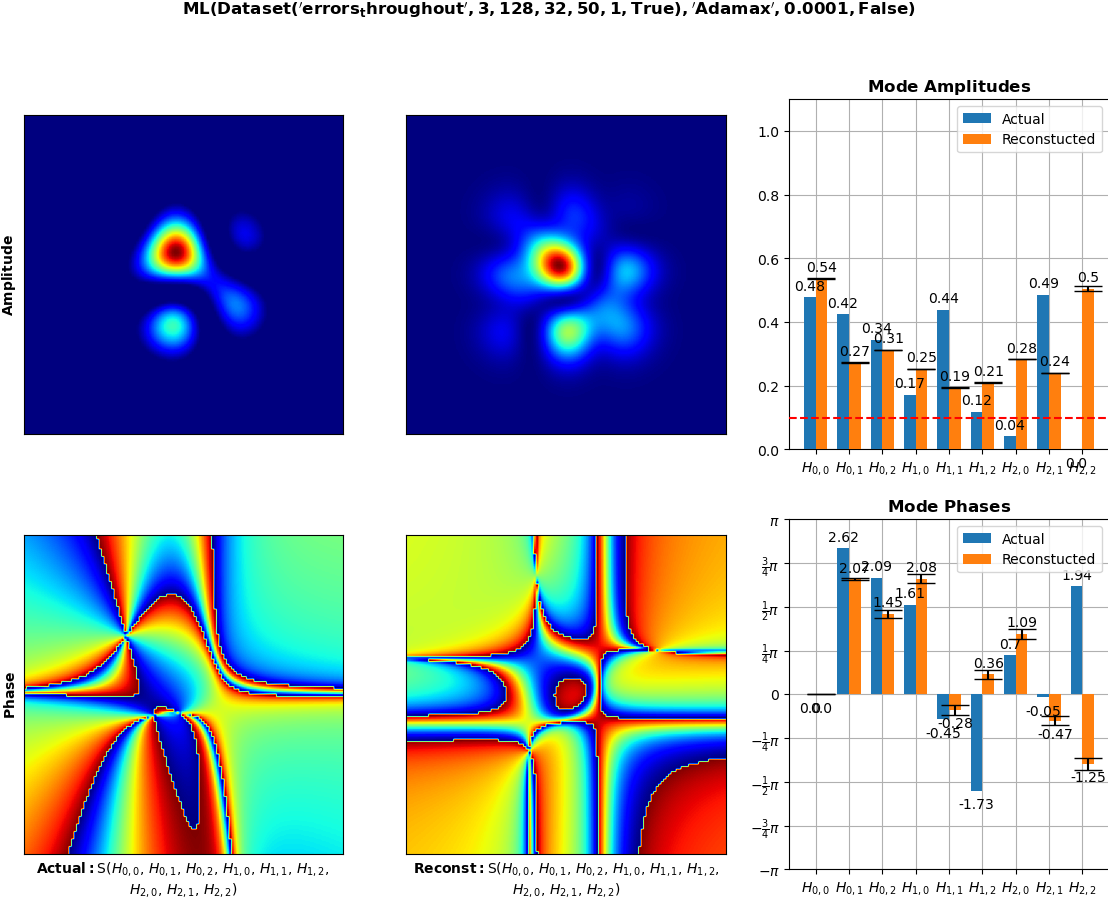 ML(Dataset('errors_throughout', 3, 128, 32, 50, 1, True), 'Adamax', 0.0001, False)
Mode Amplitudes
Actual
Reconstucted
Amplitude
1.0
0.8
0.6
0.4
0.2
0.0
0.48
0.54
0.42
0.27
0.34
0.31
0.17
0.25
0.44
0.19
0.12
0.21
0.04
0.28
0.49
0.24
0.0
0.5
H0,0 H0,1 H0,2 H1,0 H1,1 H1,2 H2,0 H2,1 H2,2
Mode Phases
Actual
Reconstucted
Phase
π
3/4π
1/2π
1/4π
0
−1/4π
−1/2π
−3/4π
−π
0.0
0.0
2.62
2.07
2.09
1.45
1.61
2.08
-0.45
-0.28
-1.73
0.36
0.7
1.09
-0.05
-0.47
1.94
-1.25
H0,0 H0,1 H0,2 H1,0 H1,1 H1,2 H2,0 H2,1 H2,2
Actual: S(H0,0, H0,1, H0,2, H1,0, H1,1, H1,2,
H2,0, H2,1, H2,2)
Reconst: S(H0,0, H0,1, H0,2, H1,0, H1,1, H1,2,
H2,0, H2,1, H2,2)